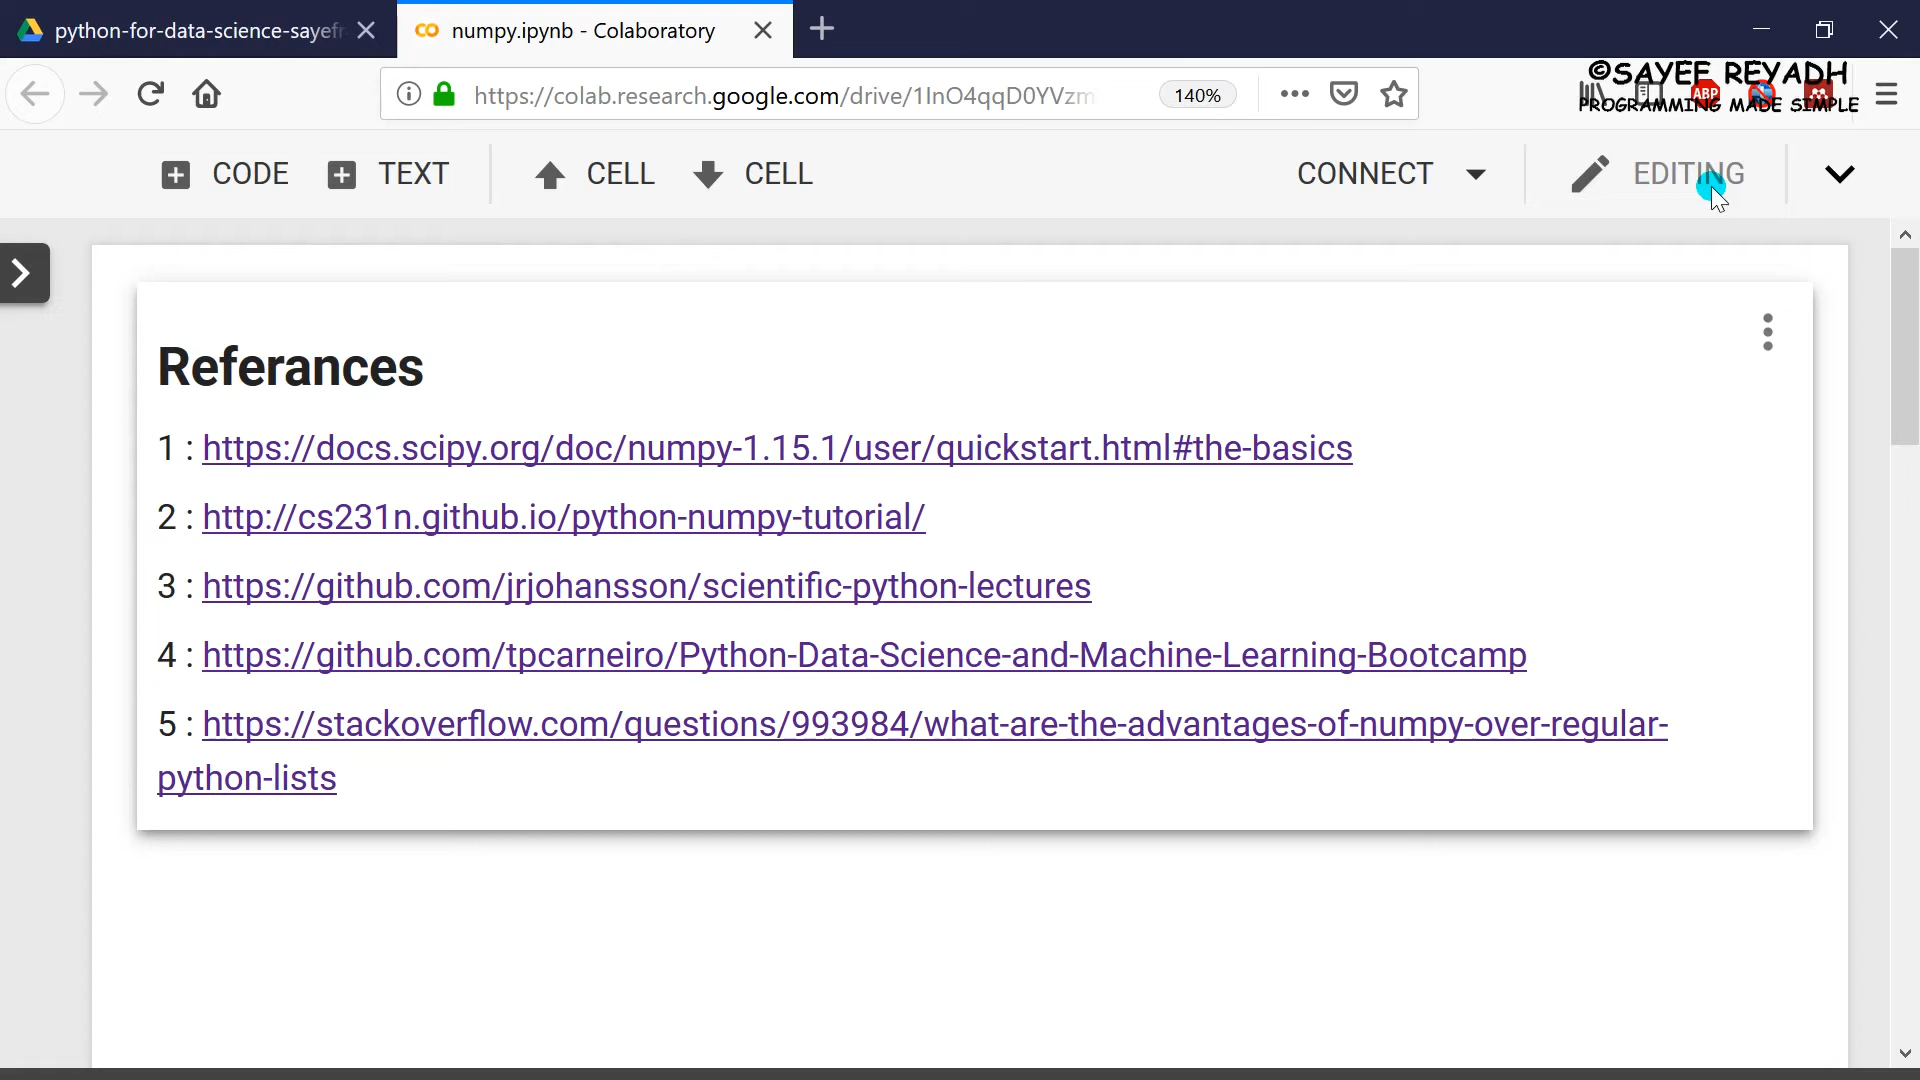 python-for-data-science-sayefr
numpy.ipynb - Colaboratory
©SAYEF REYADH
PROGRAMMING MADE SIMPLE
https://colab.research.google.com/drive/1InO4qqD0YVzm
140%
ABP
CODE
TEXT
CELL
CELL
CONNECT
EDITING
Referances
1 : https://docs.scipy.org/doc/numpy-1.15.1/user/quickstart.html#the-basics
2 : http://cs231n.github.io/python-numpy-tutorial/
3 : https://github.com/jrjohansson/scientific-python-lectures
4 : https://github.com/tpcarneiro/Python-Data-Science-and-Machine-Learning-Bootcamp
5 : https://stackoverflow.com/questions/993984/what-are-the-advantages-of-numpy-over-regular-
python-lists